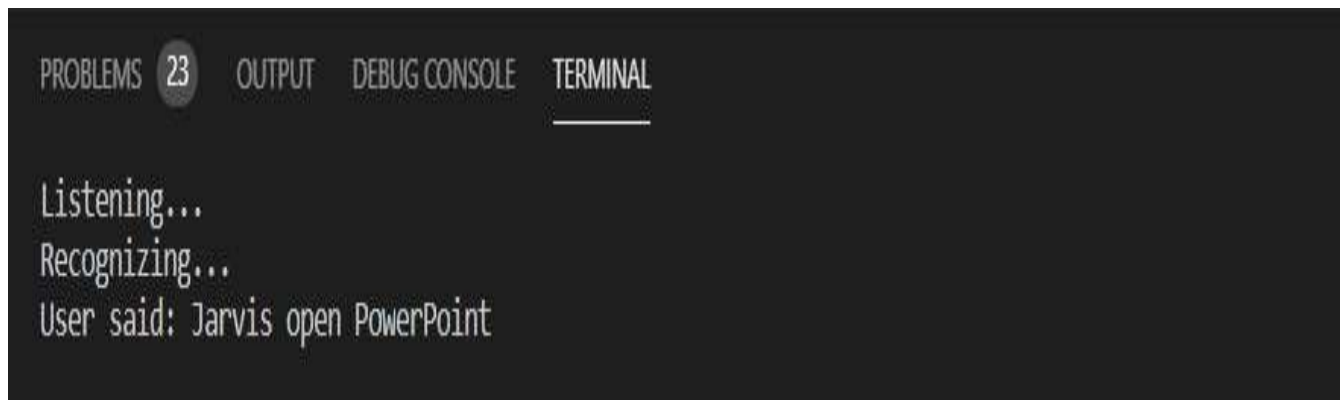 PROBLEMS 23 OUTPUT DEBUG CONSOLE TERMINAL
Listening...
Recognizing...
User said: Jarvis open PowerPoint